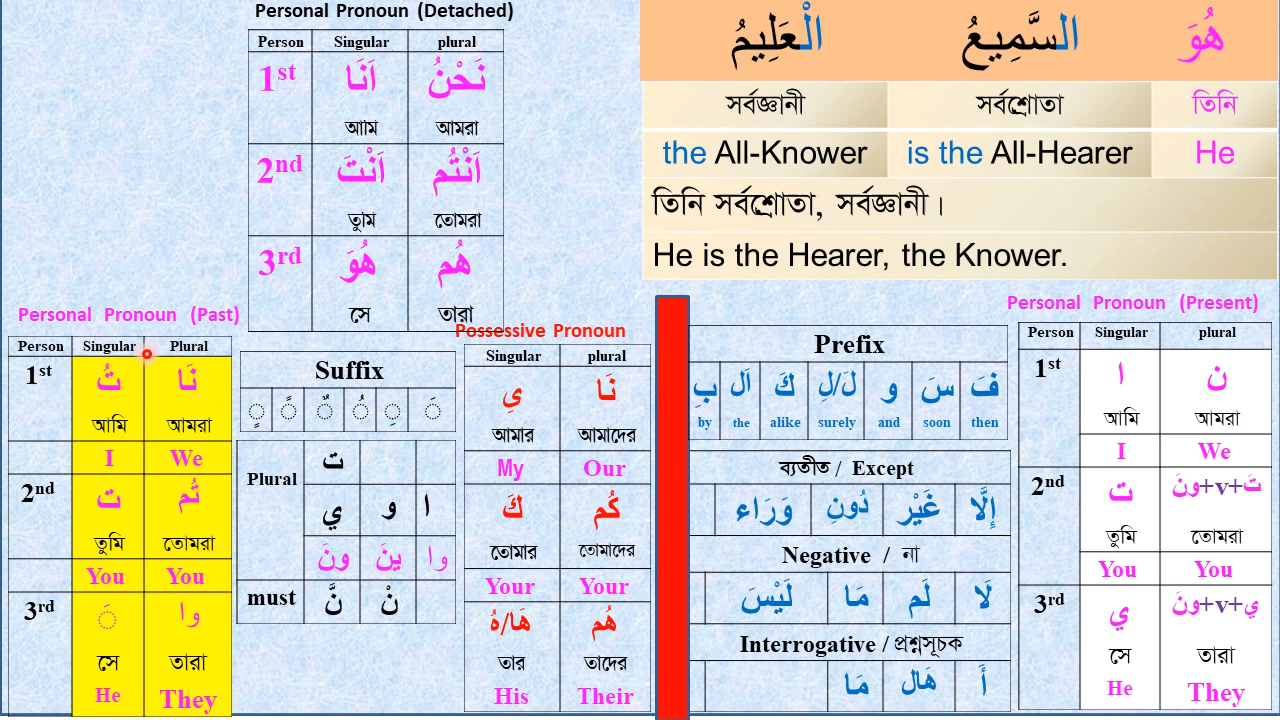 Personal Pronoun (Detached)
Person Singular plural
1st اَنَا نَحْنُ
আাম আমরা
2nd اَنْتَ اَنْتُم
তুাম তোমরা
3rd هُوَ هُم
সে তারা
هُوَ السَّمِيعُ الْعَلِيمُ
সর্বজ্ঞানী সর্বশ্রোতা তিনি
the All-Knower is the All-Hearer He
তিনি সর্বশ্রোতা, সর্বজ্ঞানী।
He is the Hearer, the Knower.
Personal Pronoun (Past)
Person Singular Plural
1st تُ نَا
আমি আমরা
I We
2nd ت تُم
তুমি তোমরা
You You
3rd َ وا
সে তারা
He They
Suffix
ٍ ً ٌ ُ ِ َ
Plural ت
ي و ا
ونَ ينَ وا
must نَّ نْ
Possessive Pronoun
Singular plural
يِ نَا
আমার আমাদের
My Our
كَ كُم
তোমার তোমাদের
Your Your
هَا/هُ هُم
তার তাদের
His Their
Prefix
بِ اَل كَ لَ/لِ و سَ فَ
by the alike surely and soon then
ব্যতীত / Except
وَرَاء دُونِ غَيْر إِلَّا
Negative / না
لَيْسَ مَا لَم لَا
Interrogative / প্রশ্নসূচক
مَا هَال أَ
Personal Pronoun (Present)
Person Singular plural
1st ا ن
আমি আমরা
I We
2nd ت تَ+v+ونَ
তুমি তোমরা
You You
3rd ي ي+v+ونَ
সে তারা
He They